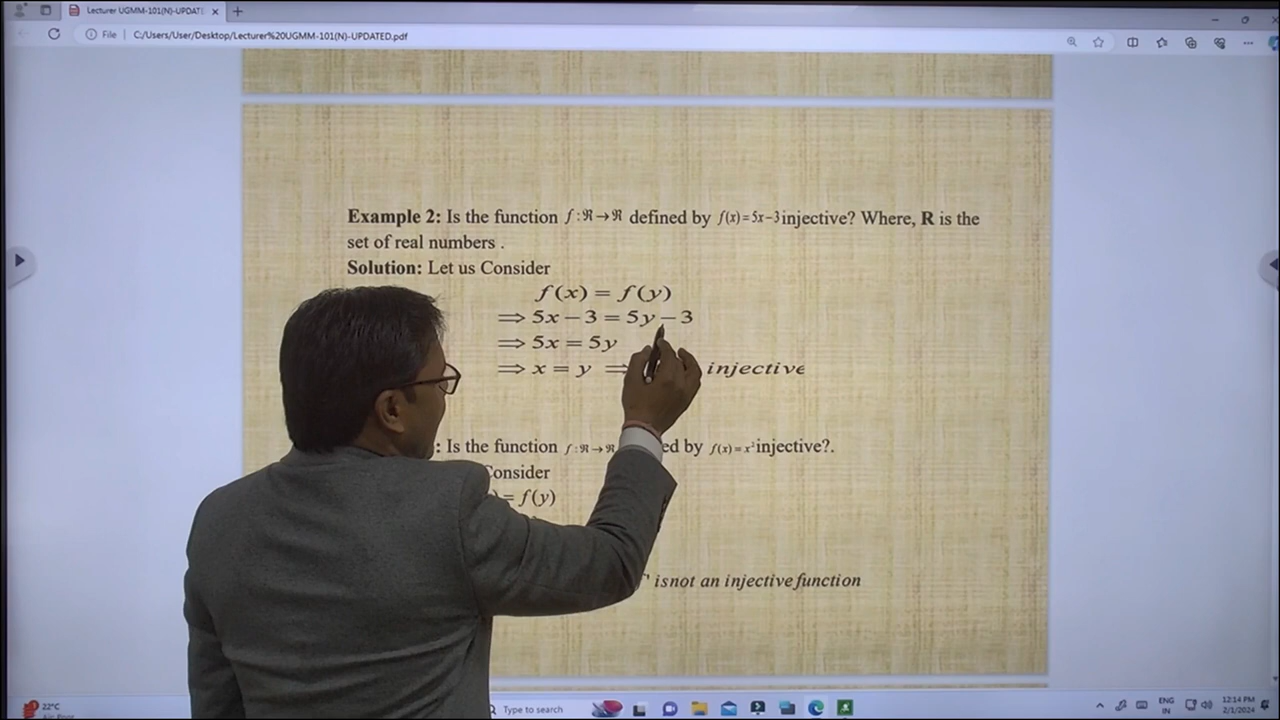 Lecturer UGMM-101(N)-UPDATE
File | C:/Users/User/Desktop/Lecturer%20UGMM-101(N)-UPDATED.pdf
Example 2: Is the function f : ℜ → ℜ defined by f(x) = 5x – 3 injective? Where, R is the
set of real numbers .
Solution: Let us Consider
f(x) = f(y)
⇒ 5x – 3 = 5y – 3
⇒ 5x = 5y
⇒ x = y ⇒ injective
: Is the function f : ℜ → ℜ ed by f(x) = x² injective?.
Consider
) = f(y)
' is not an injective function
22°C
Type to search
ENG
IN
12:14 PM
2/1/2024